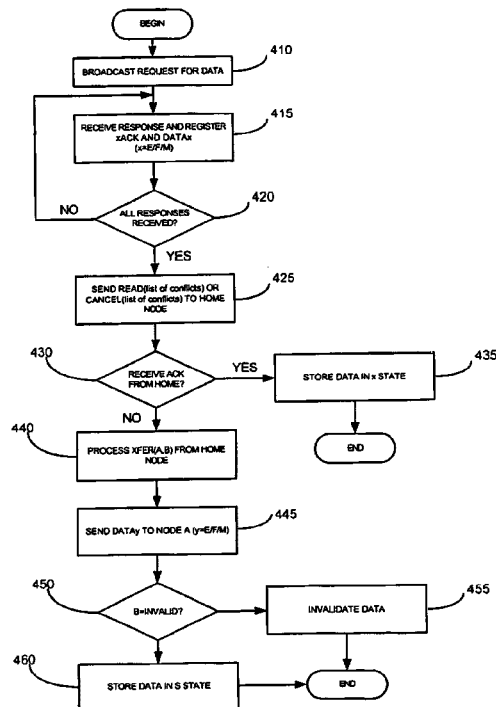 BEGIN
BROADCAST REQUEST FOR DATA
410
RECEIVE RESPONSE AND REGISTER
xACK AND DATAx
(x=E/F/M)
415
ALL RESPONSES
RECEIVED?
420
NO
YES
SEND READ(list of conflicts) OR
CANCEL(list of conflicts) TO HOME
NODE
425
430
RECEIVE ACK
FROM HOME?
YES
STORE DATA IN x STATE
435
END
NO
440
PROCESS XFER(A,B) FROM HOME
NODE
SEND DATAy TO NODE A (y=E/F/M)
445
450
B=INVALID?
INVALIDATE DATA
455
460
STORE DATA IN S STATE
END